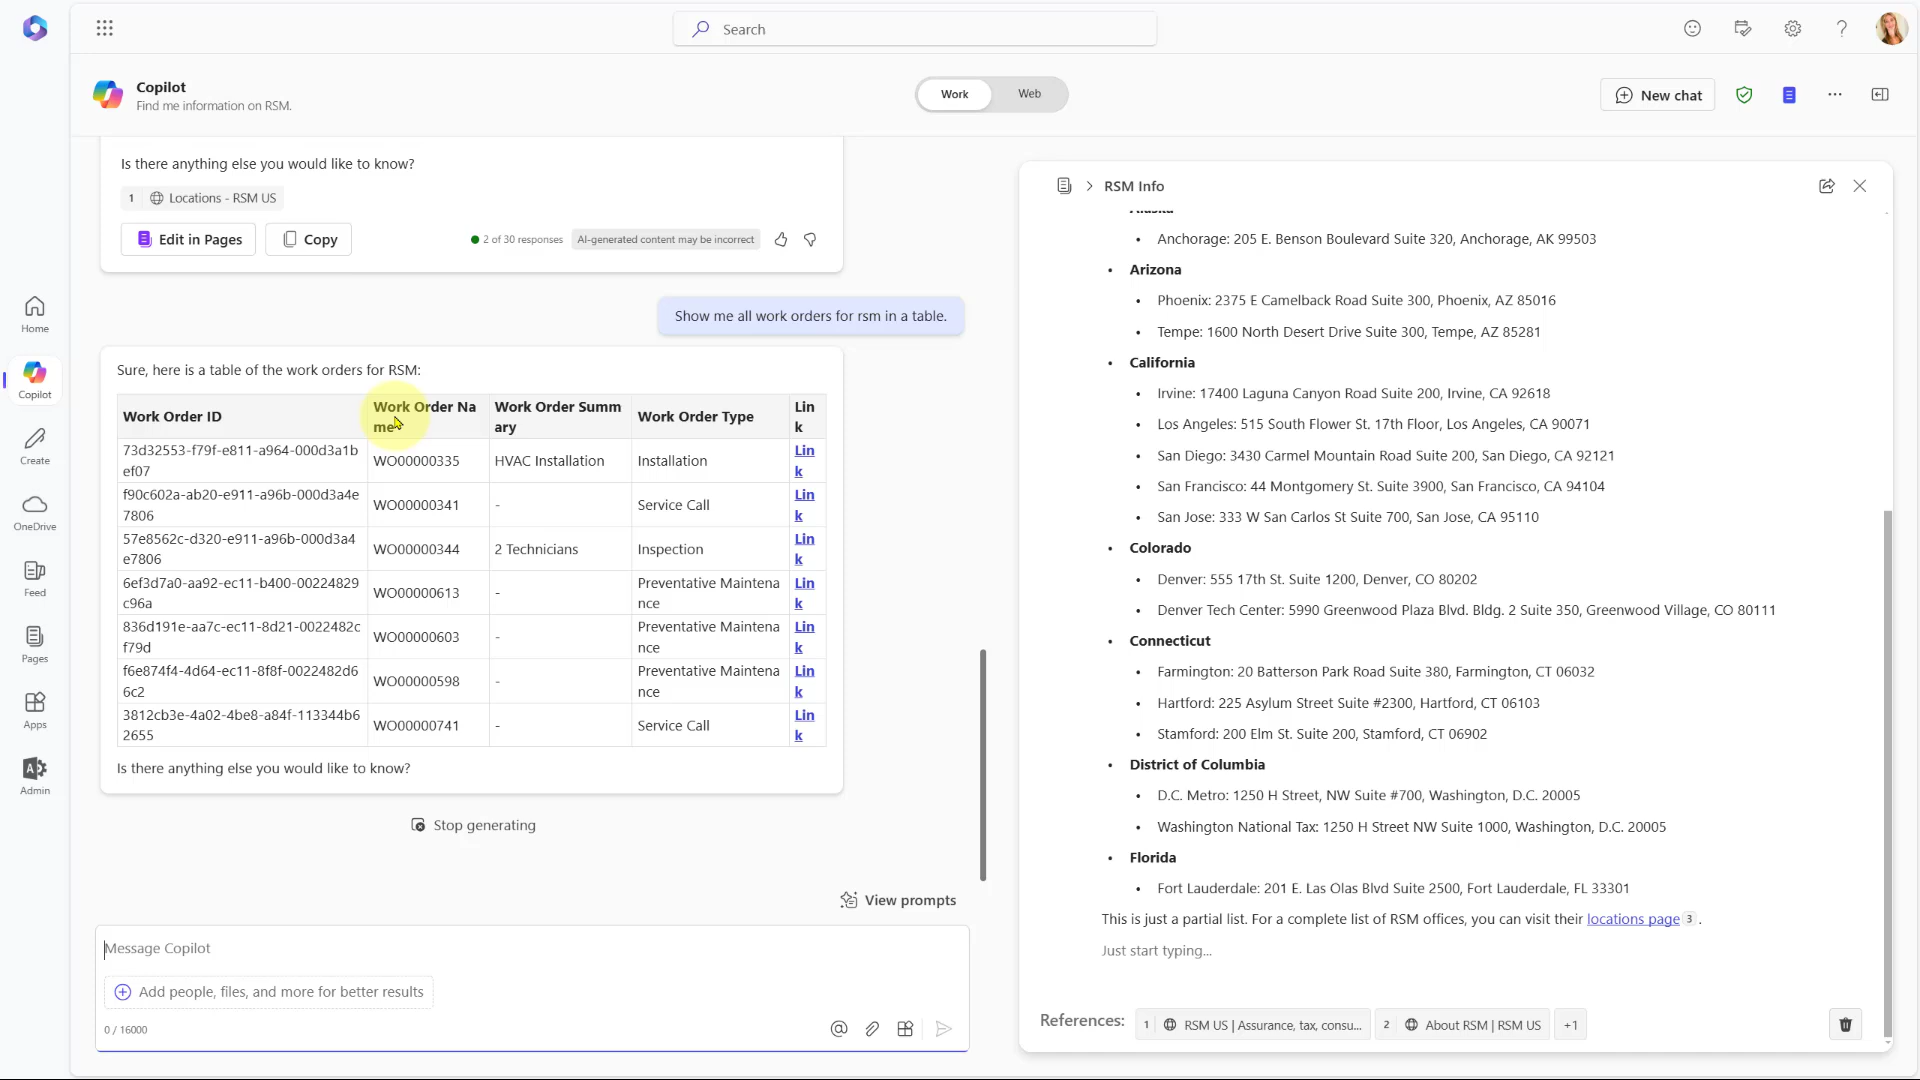 Search
Copilot
Find me information on RSM.
Work
Web
New chat
Home
Copilot
Create
OneDrive
Feed
Pages
Apps
Admin
Is there anything else you would like to know?
1 Locations - RSM US
Edit in Pages
Copy
2 of 30 responses
AI-generated content may be incorrect
Show me all work orders for rsm in a table.
Sure, here is a table of the work orders for RSM:
Work Order ID
Work Order Na
me
Work Order Summ
ary
Work Order Type
Lin
k
73d32553-f79f-e811-a964-000d3a1b
ef07
WO00000335
HVAC Installation
Installation
Lin
k
f90c602a-ab20-e911-a96b-000d3a4e
7806
WO00000341
-
Service Call
Lin
k
57e8562c-d320-e911-a96b-000d3a4
e7806
WO00000344
2 Technicians
Inspection
Lin
k
6ef3d7a0-aa92-ec11-b400-00224829
c96a
WO00000613
-
Preventative Maintena
nce
Lin
k
836d191e-aa7c-ec11-8d21-0022482c
f79d
WO00000603
-
Preventative Maintena
nce
Lin
k
f6e874f4-4d64-ec11-8f8f-0022482d6
6c2
WO00000598
-
Preventative Maintena
nce
Lin
k
3812cb3e-4a02-4be8-a84f-113344b6
2655
WO00000741
-
Service Call
Lin
k
Is there anything else you would like to know?
Stop generating
View prompts
Message Copilot
Add people, files, and more for better results
0 / 16000
RSM Info
Alaska
• Anchorage: 205 E. Benson Boulevard Suite 320, Anchorage, AK 99503
• Arizona
• Phoenix: 2375 E Camelback Road Suite 300, Phoenix, AZ 85016
• Tempe: 1600 North Desert Drive Suite 300, Tempe, AZ 85281
• California
• Irvine: 17400 Laguna Canyon Road Suite 200, Irvine, CA 92618
• Los Angeles: 515 South Flower St. 17th Floor, Los Angeles, CA 90071
• San Diego: 3430 Carmel Mountain Road Suite 200, San Diego, CA 92121
• San Francisco: 44 Montgomery St. Suite 3900, San Francisco, CA 94104
• San Jose: 333 W San Carlos St Suite 700, San Jose, CA 95110
• Colorado
• Denver: 555 17th St. Suite 1200, Denver, CO 80202
• Denver Tech Center: 5990 Greenwood Plaza Blvd. Bldg. 2 Suite 350, Greenwood Village, CO 80111
• Connecticut
• Farmington: 20 Batterson Park Road Suite 380, Farmington, CT 06032
• Hartford: 225 Asylum Street Suite #2300, Hartford, CT 06103
• Stamford: 200 Elm St. Suite 200, Stamford, CT 06902
• District of Columbia
• D.C. Metro: 1250 H Street, NW Suite #700, Washington, D.C. 20005
• Washington National Tax: 1250 H Street NW Suite 1000, Washington, D.C. 20005
• Florida
• Fort Lauderdale: 201 E. Las Olas Blvd Suite 2500, Fort Lauderdale, FL 33301
This is just a partial list. For a complete list of RSM offices, you can visit their locations page 3 .
Just start typing...
References:
1 RSM US | Assurance, tax, consu...
2 About RSM | RSM US
+1